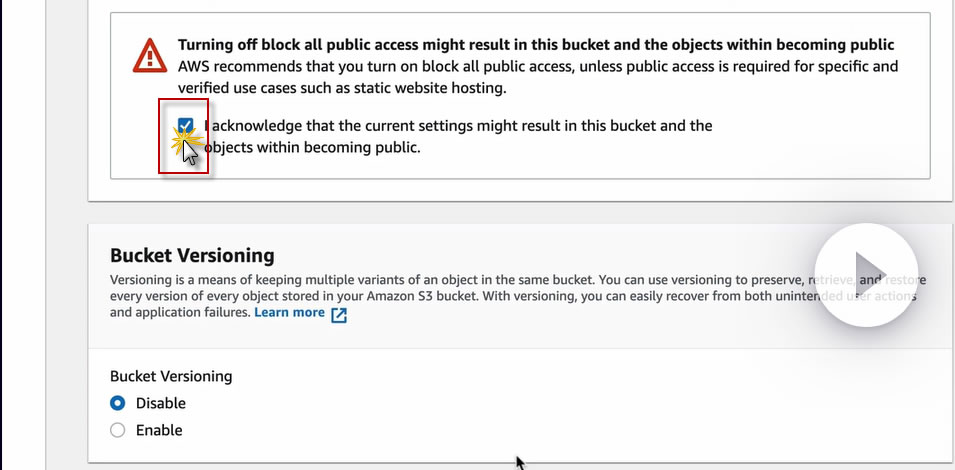 Turning off block all public access might result in this bucket and the objects within becoming public
AWS recommends that you turn on block all public access, unless public access is required for specific and
verified use cases such as static website hosting.
I acknowledge that the current settings might result in this bucket and the
objects within becoming public.
Bucket Versioning
Versioning is a means of keeping multiple variants of an object in the same bucket. You can use versioning to preserve, retrieve, and restore
every version of every object stored in your Amazon S3 bucket. With versioning, you can easily recover from both unintended user actions
and application failures. Learn more
Bucket Versioning
Disable
Enable